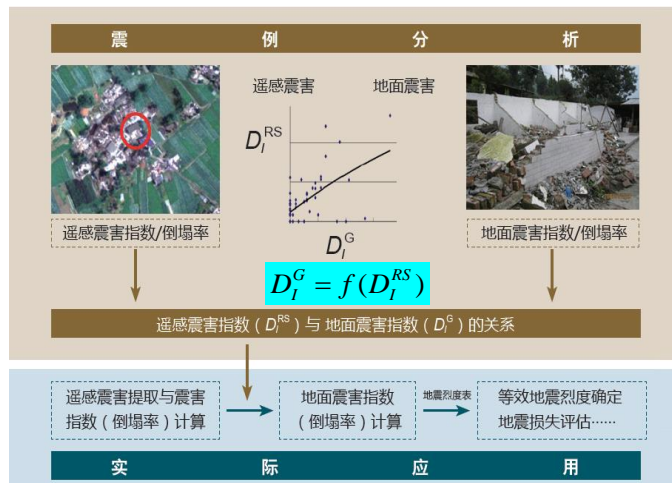 震 例 分 析
遥感震害 地面震害
D_I^RS
D_I^G
遥感震害指数/倒塌率
地面震害指数/倒塌率
D_I^G = f(D_I^RS)
遥感震害指数（D_I^RS）与 地面震害指数（D_I^G）的关系
遥感震害提取与震害
指数（倒塌率）计算
地面震害指数
（倒塌率）计算
地震烈度表
等效地震烈度确定
地震损失评估……
实 际 应 用